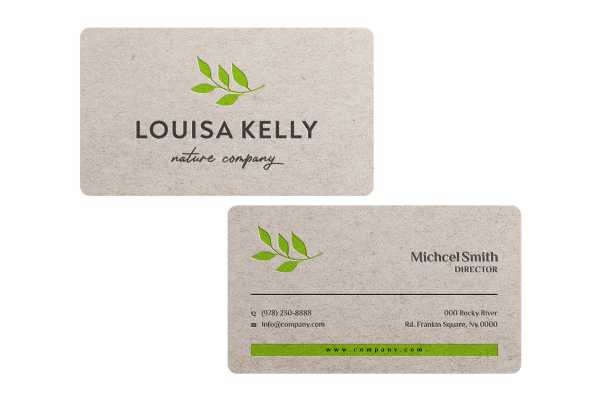 LOUISA KELLY
nature company
Michcel Smith
DIRECTOR
(978) 250-8888
info@company.com
000 Rocky River
Rd. Frankin Square, Ny 0000
www.company.com